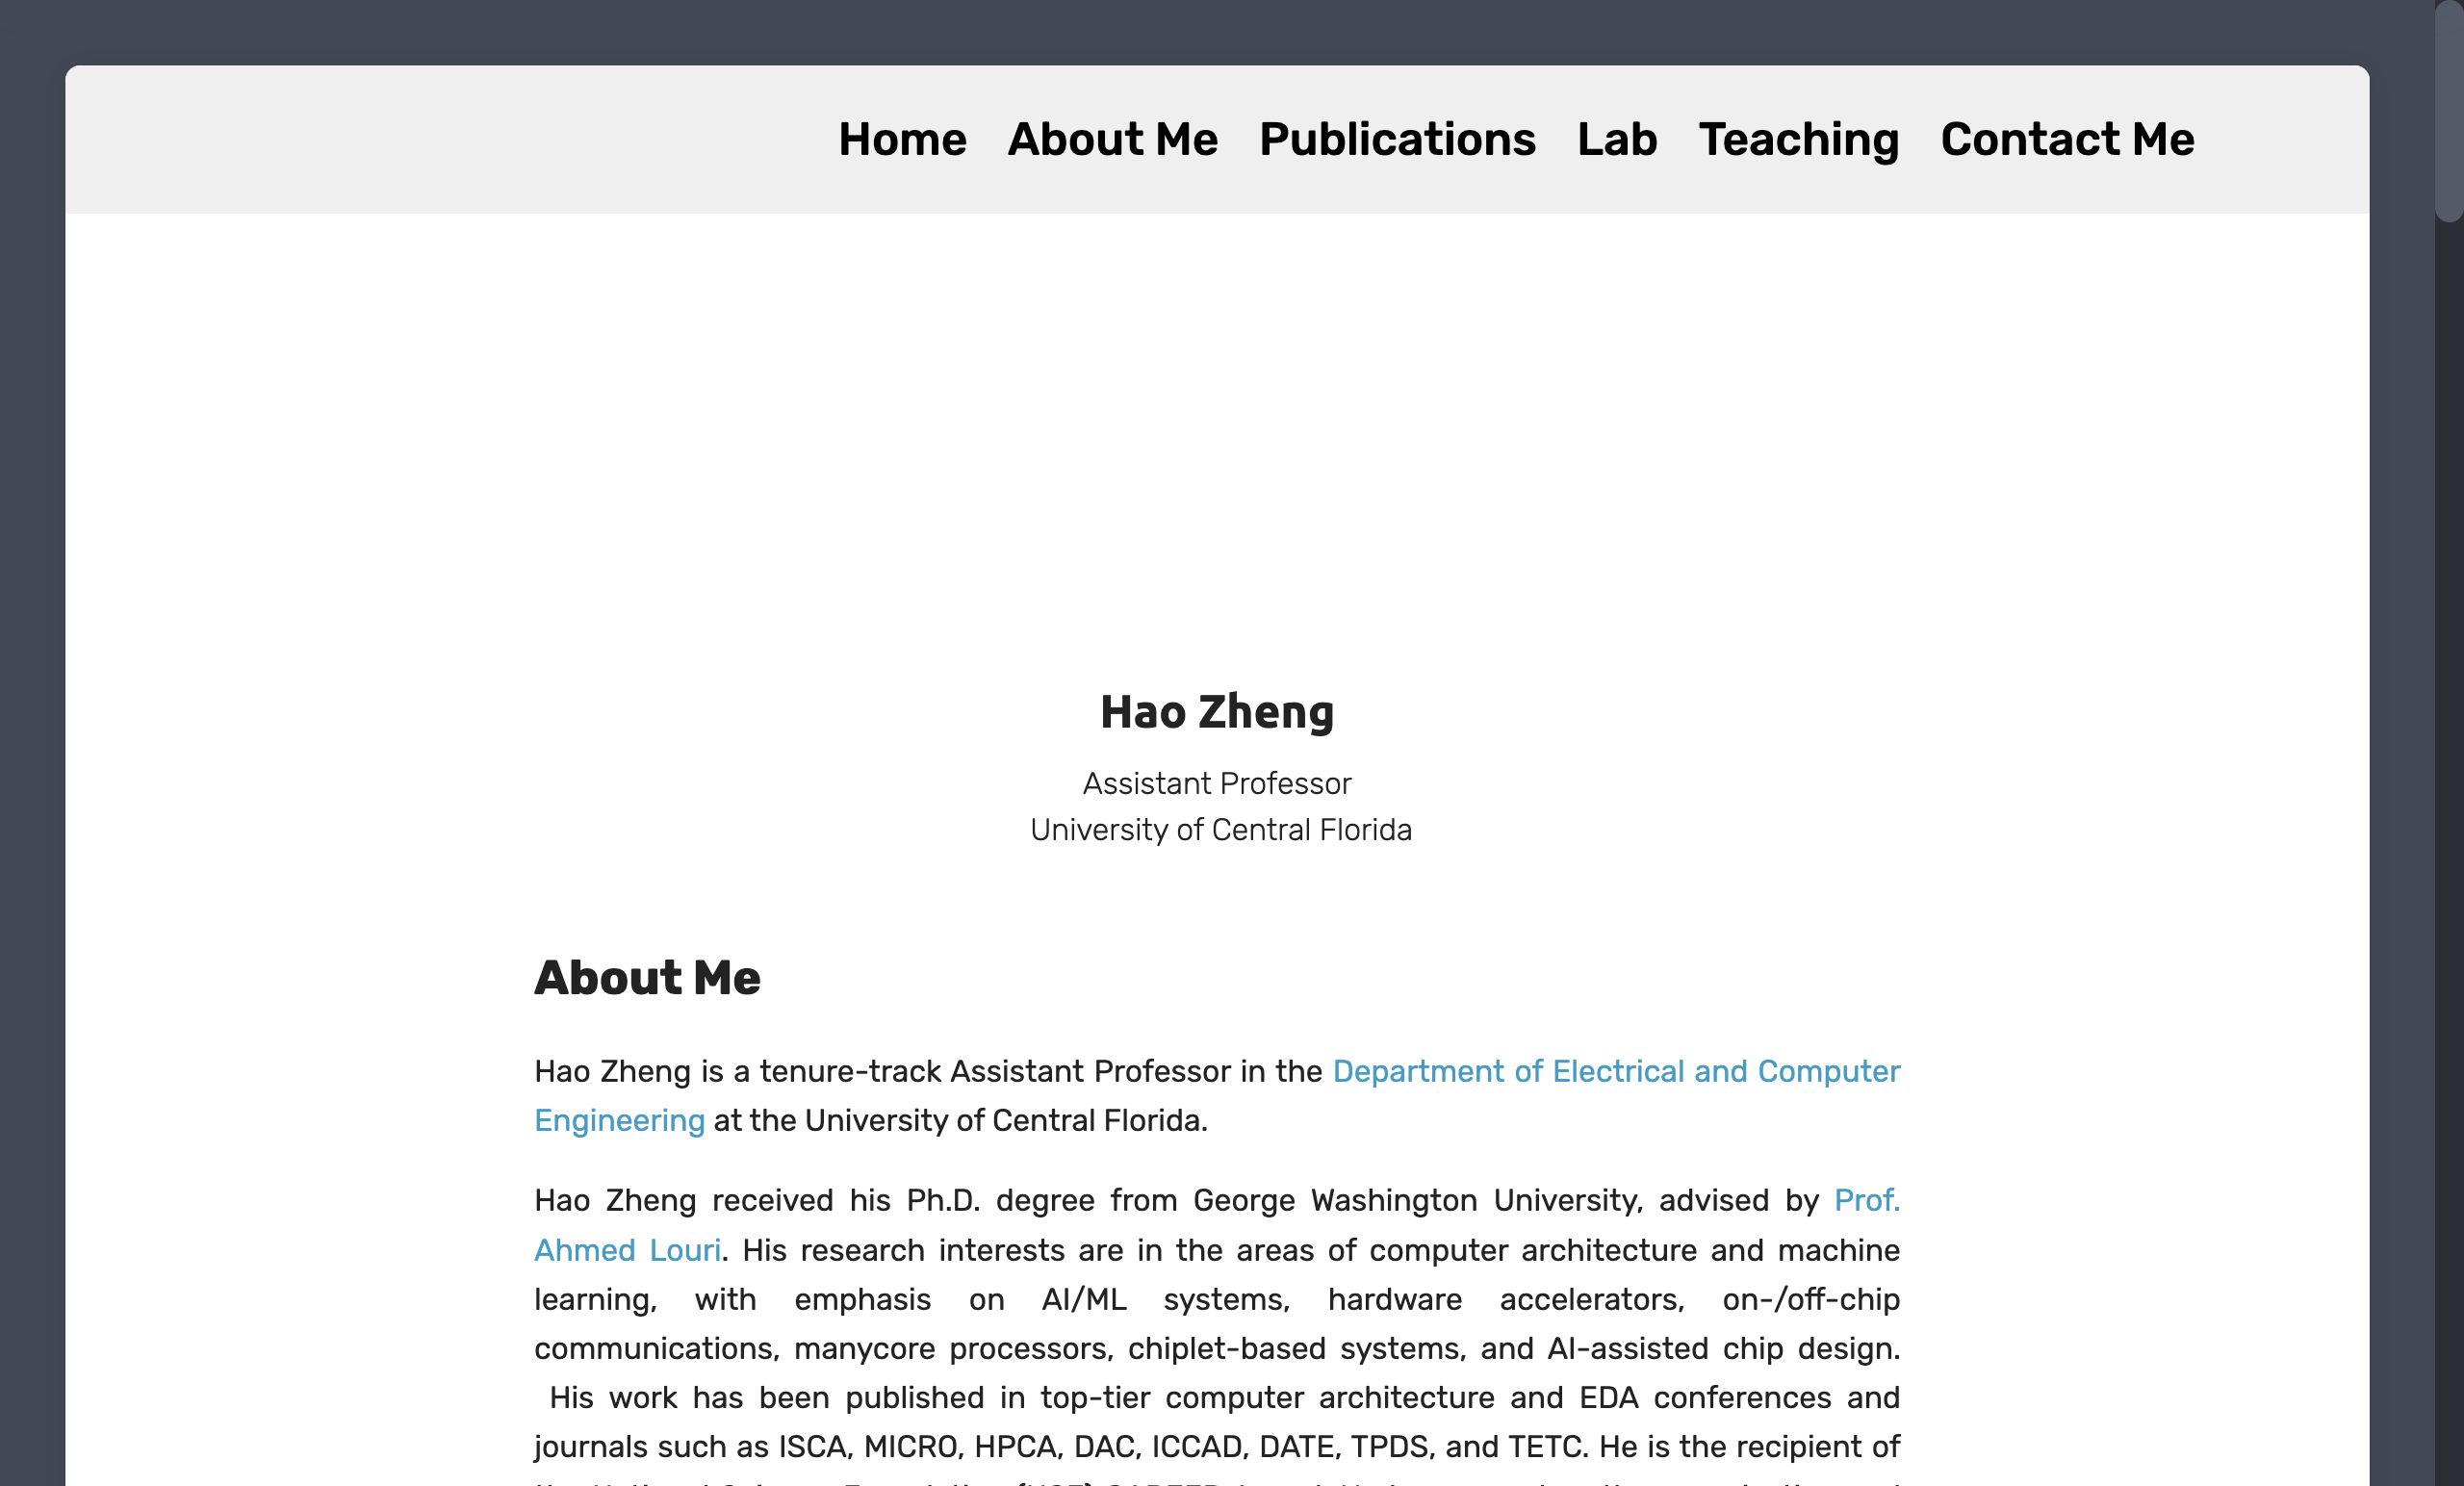 Home About Me Publications Lab Teaching Contact Me
Hao Zheng
Assistant Professor
University of Central Florida
About Me
Hao Zheng is a tenure-track Assistant Professor in the Department of Electrical and Computer
Engineering at the University of Central Florida.
Hao Zheng received his Ph.D. degree from George Washington University, advised by Prof.
Ahmed Louri. His research interests are in the areas of computer architecture and machine
learning, with emphasis on AI/ML systems, hardware accelerators, on-/off-chip
communications, manycore processors, chiplet-based systems, and AI-assisted chip design.
His work has been published in top-tier computer architecture and EDA conferences and
journals such as ISCA, MICRO, HPCA, DAC, ICCAD, DATE, TPDS, and TETC. He is the recipient of